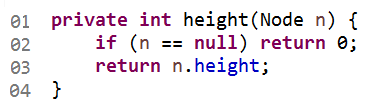 01 private int height(Node n) {
02     if (n == null) return 0;
03     return n.height;
04 }